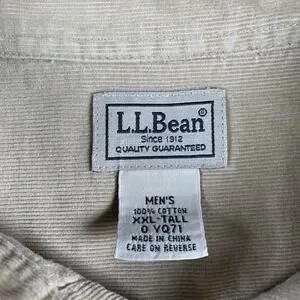 L.L.Bean®
Since 1912
QUALITY GUARANTEED
MEN'S
100% COTTON
XXL-TALL
0 YQ71
MADE IN CHINA
CARE ON REVERSE